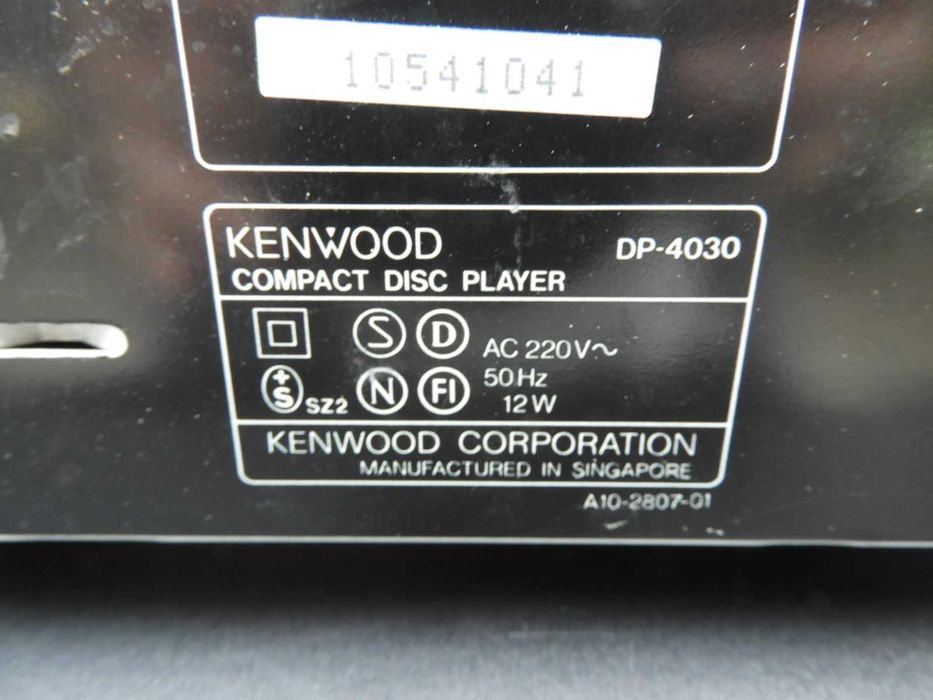 10541041
KENWOOD DP-4030
COMPACT DISC PLAYER
S D AC 220V~
+S SZ2 N FI 50Hz
12W
KENWOOD CORPORATION
MANUFACTURED IN SINGAPORE
A10-2807-01